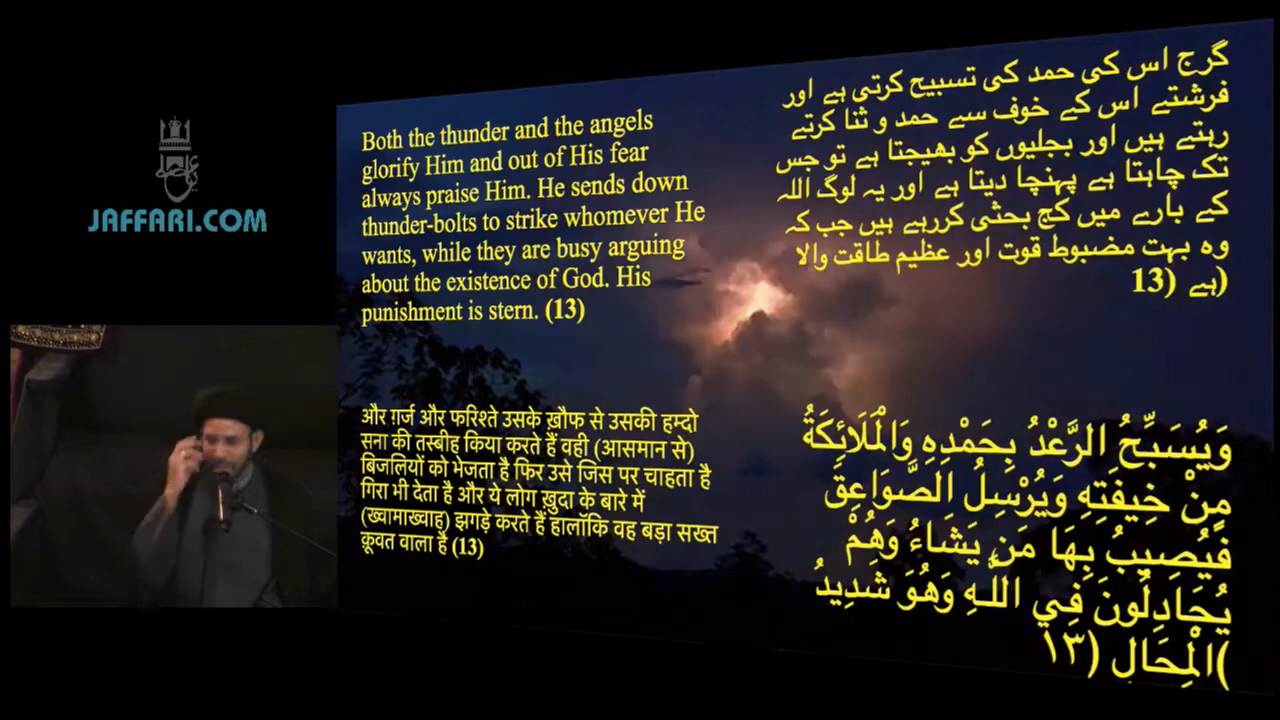 JAFFARI.COM
Both the thunder and the angels
glorify Him and out of His fear
always praise Him. He sends down
thunder-bolts to strike whomever He
wants, while they are busy arguing
about the existence of God. His
punishment is stern. (13)
گرج اس کی حمد کی تسبیح کرتی ہے اور
فرشتے اس کے خوف سے حمد و ثنا کرتے
رہتے ہیں اور بجلیوں کو بھیجتا ہے تو جس
تک چاہتا ہے پہنچا دیتا ہے اور یہ لوگ اللہ
کے بارے میں کج بحثی کررہے ہیں جب کہ
وہ بہت مضبوط قوت اور عظیم طاقت والا
(ہے (13
और ग़र्ज और फरिश्ते उसके ख़ौफ से उसकी हम्दो
सना की तस्बीह किया करते हैं वही (आसमान से)
बिजलियों को भेजता है फिर उसे जिस पर चाहता है
गिरा भी देता है और ये लोग ख़ुदा के बारे में
(ख्वामाख्वाह) झगड़े करते हैं हालॉकि वह बड़ा सख्त
क़ूवत वाला है (13)
وَيُسَبِّحُ الرَّعْدُ بِحَمْدِهِ وَالْمَلَائِكَةُ
مِنْ خِيفَتِهِ وَيُرْسِلُ الصَّوَاعِقَ
فَيُصِيبُ بِهَا مَن يَشَاءُ وَهُمْ
يُجَادِلُونَ فِي اللَّهِ وَهُوَ شَدِيدُ
(الْمِحَالِ (١٣